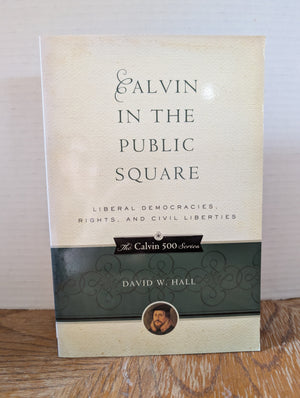 CALVIN
IN THE
PUBLIC
SQUARE
LIBERAL DEMOCRACIES,
RIGHTS, AND CIVIL LIBERTIES
The Calvin 500 Series
DAVID W. HALL